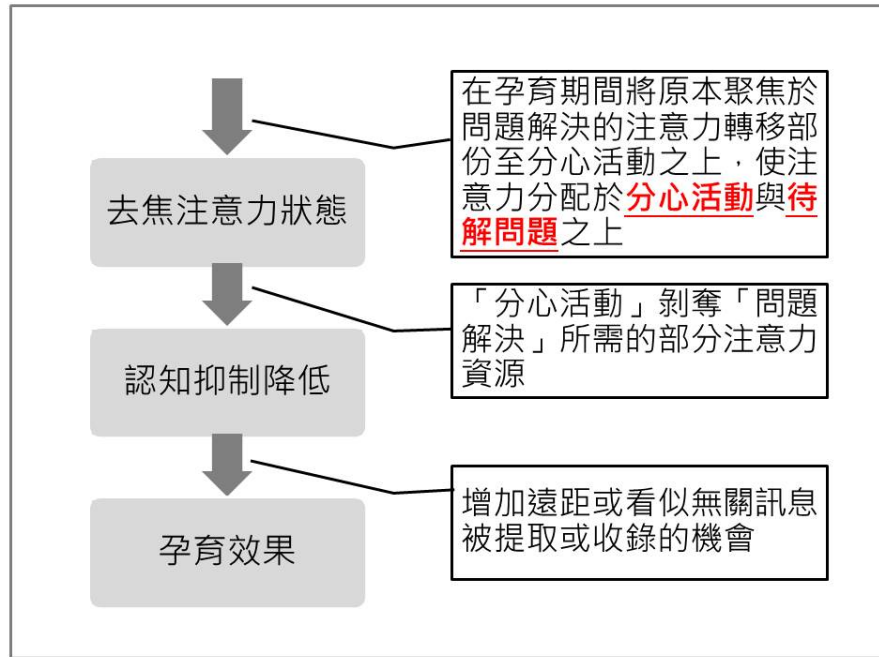 在孕育期間將原本聚焦於
問題解決的注意力轉移部
份至分心活動之上，使注
意力分配於分心活動與待
解問題之上
去焦注意力狀態
「分心活動」剝奪「問題
解決」所需的部分注意力
資源
認知抑制降低
增加遠距或看似無關訊息
被提取或收錄的機會
孕育效果